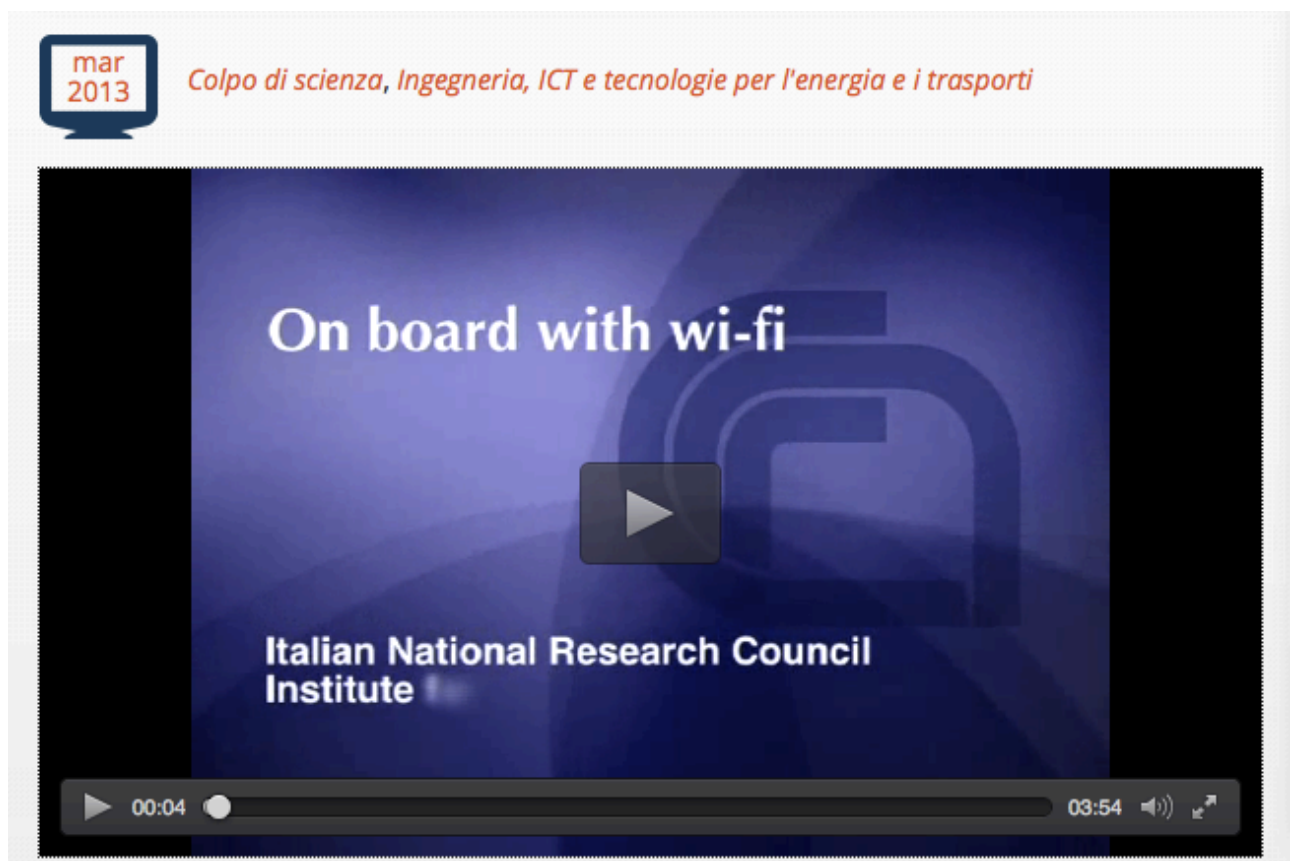 mar
2013
Colpo di scienza, Ingegneria, ICT e tecnologie per l'energia e i trasporti
On board with wi-fi
Italian National Research Council
Institute
00:04
03:54